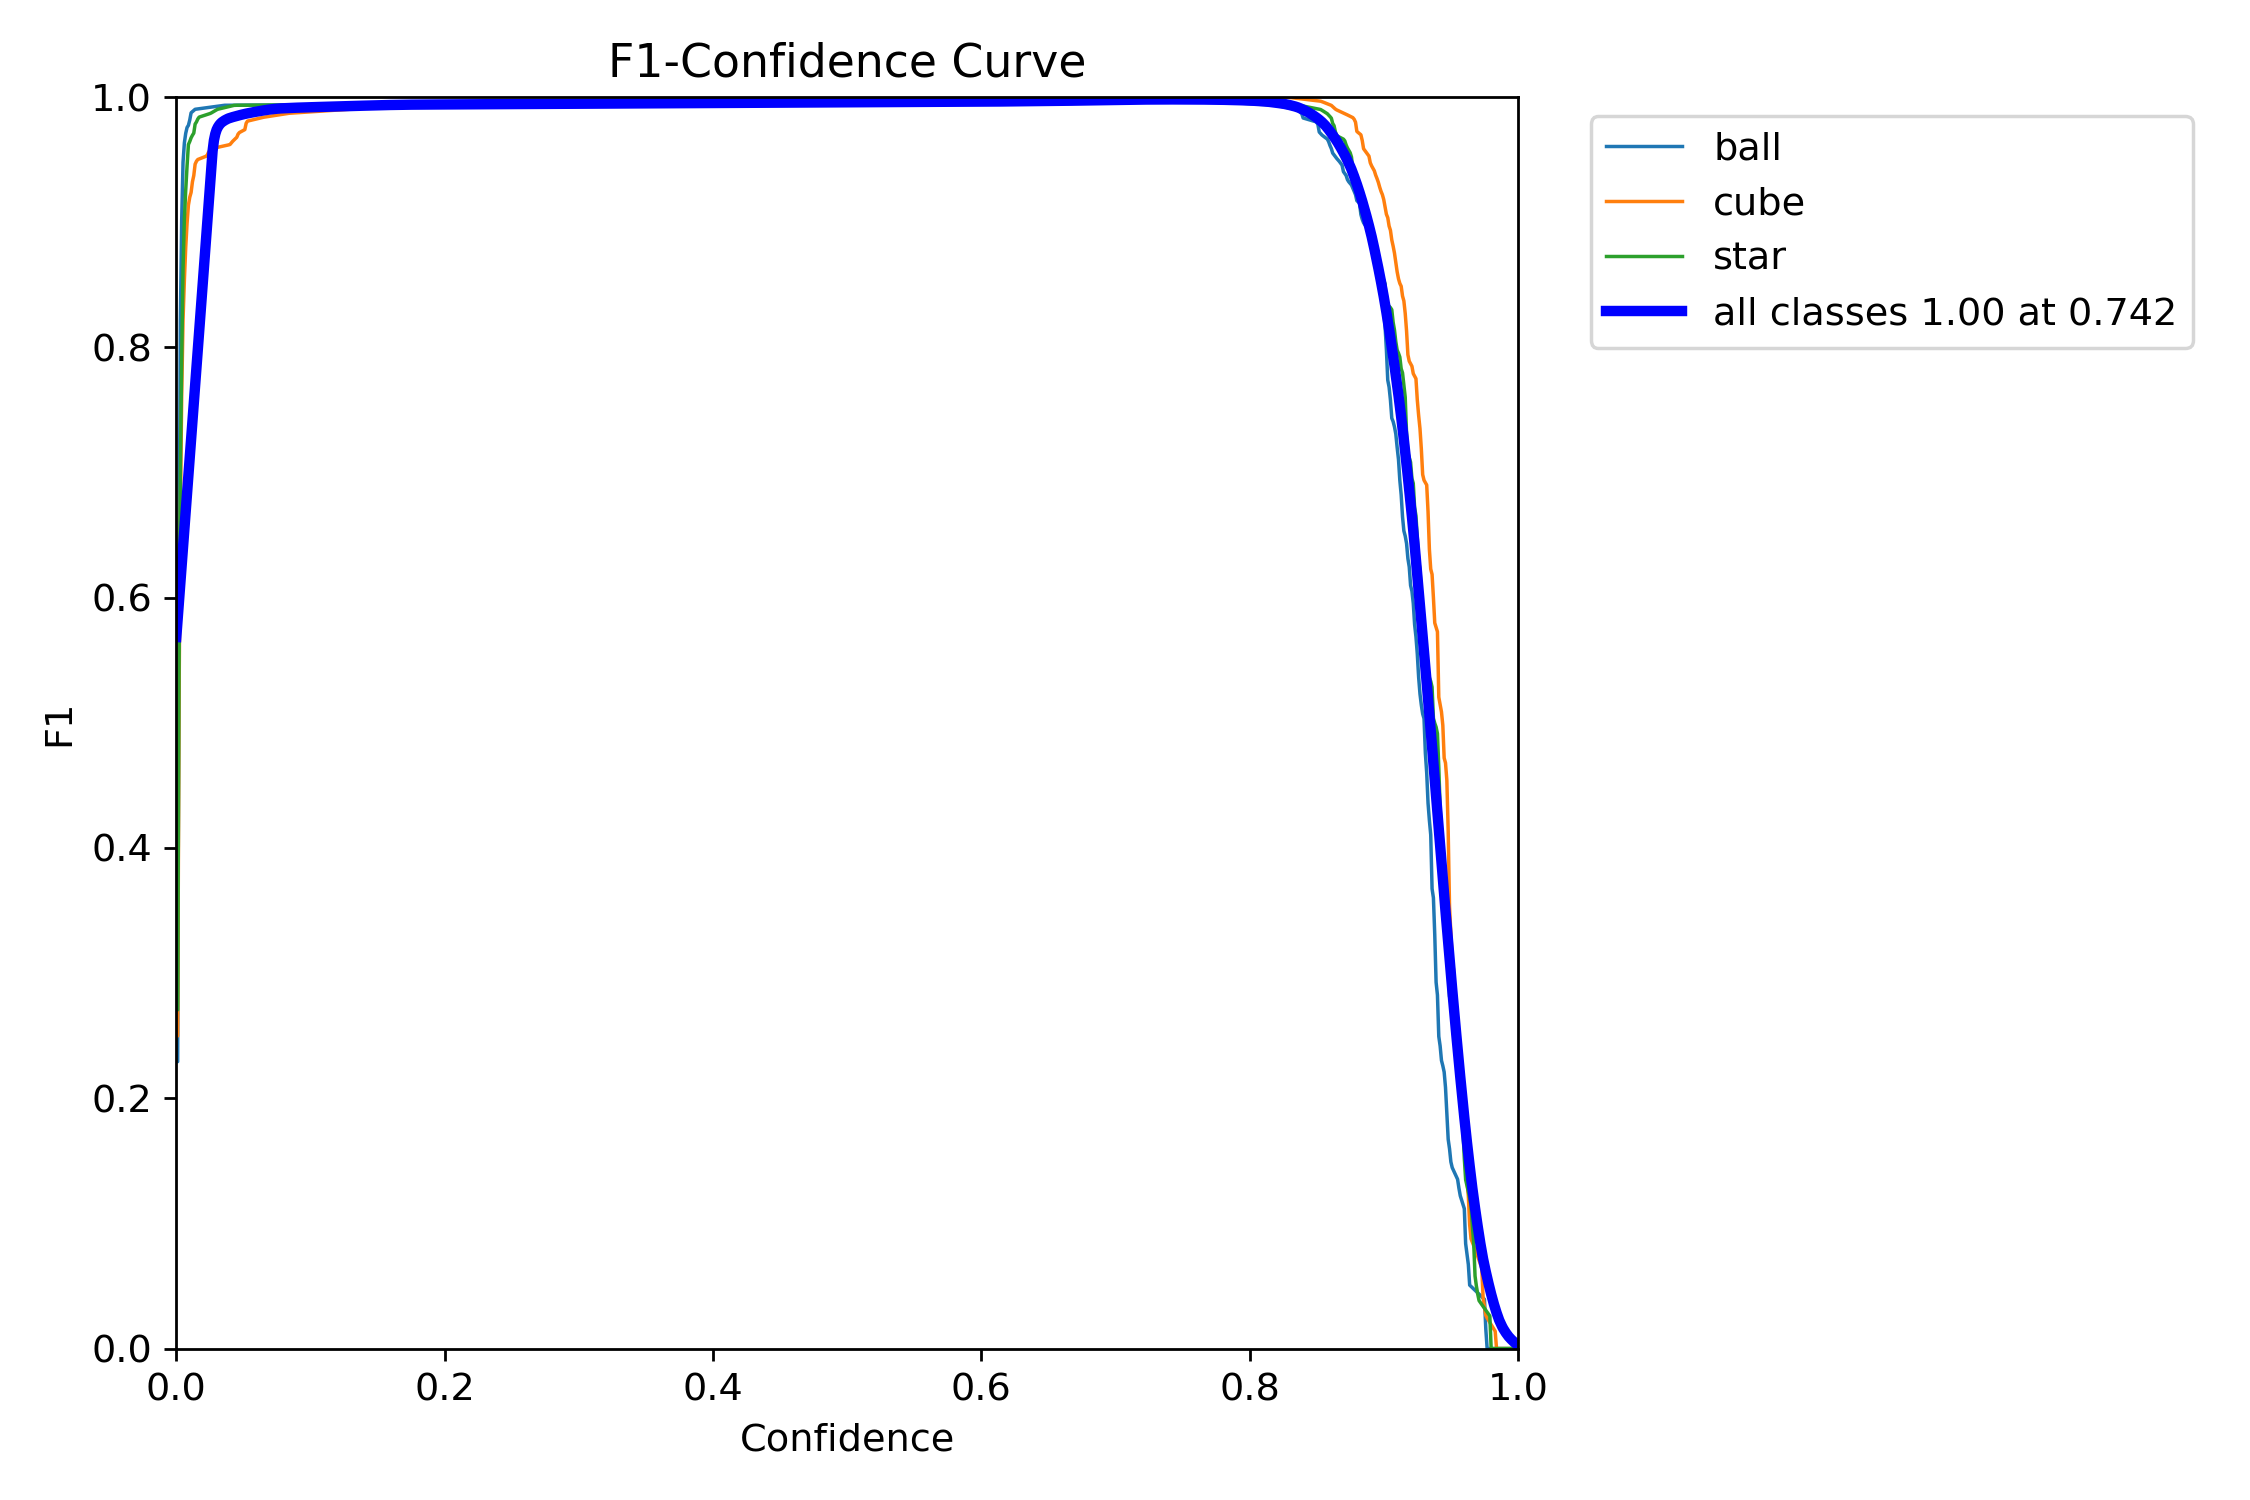 F1-Confidence Curve
1.0
0.8
0.6
0.4
0.2
0.0
F1
0.0 0.2 0.4 0.6 0.8 1.0
Confidence
ball
cube
star
all classes 1.00 at 0.742